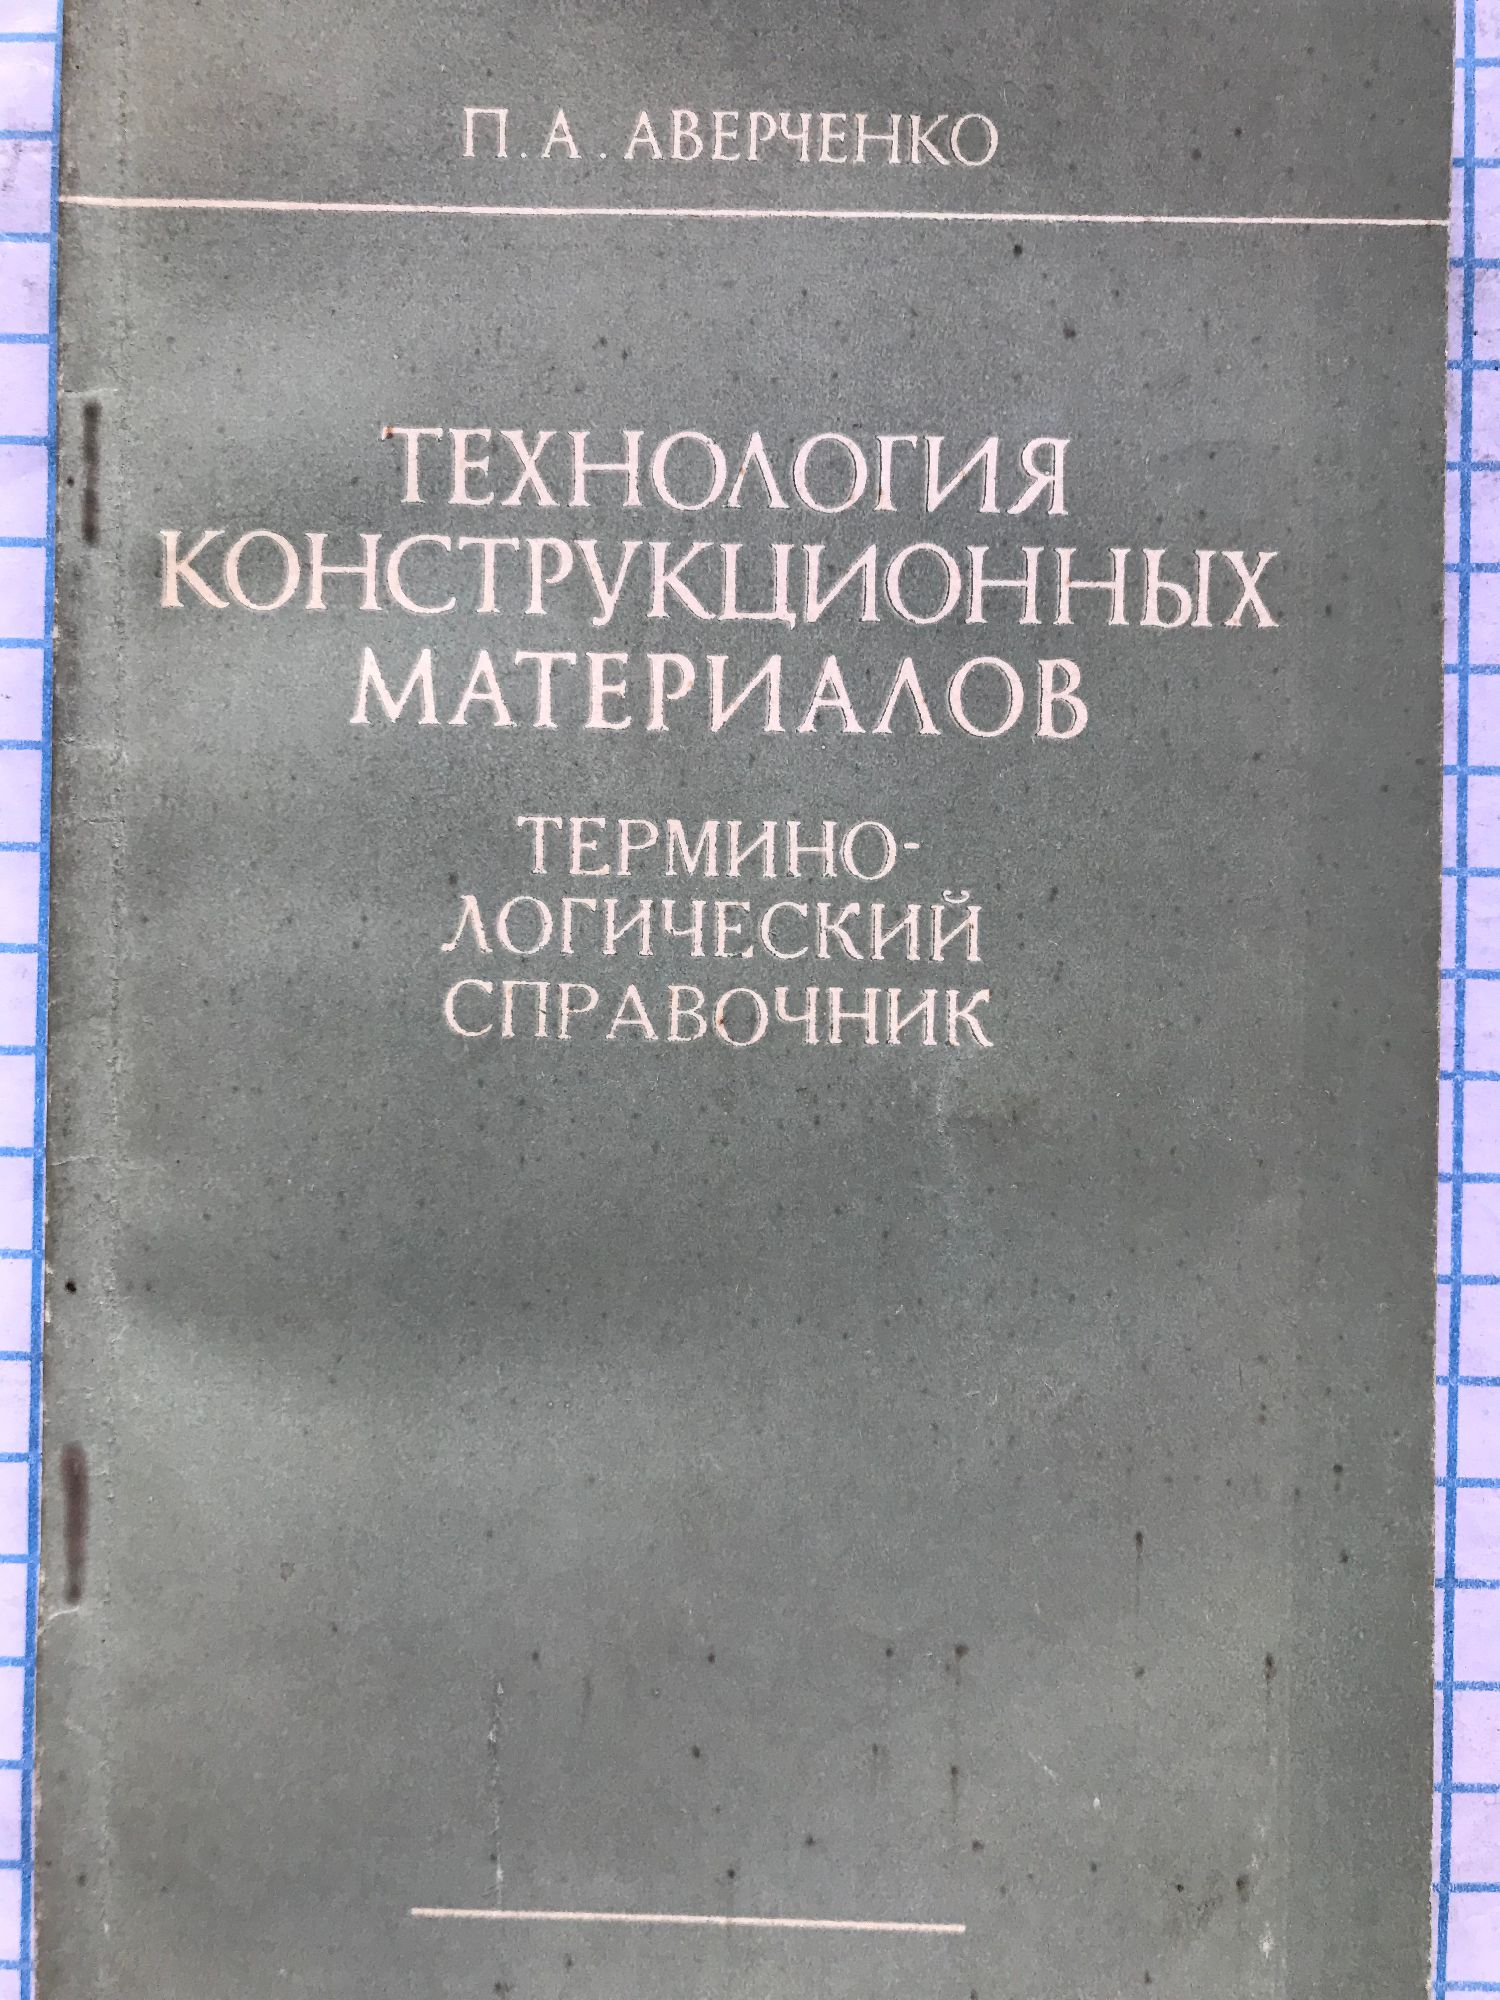 П. А. АВЕРЧЕНКО
ТЕХНОЛОГИЯ
КОНСТРУКЦИОННЫХ
МАТЕРИАЛОВ
ТЕРМИНО-
ЛОГИЧЕСКИЙ
СПРАВОЧНИК